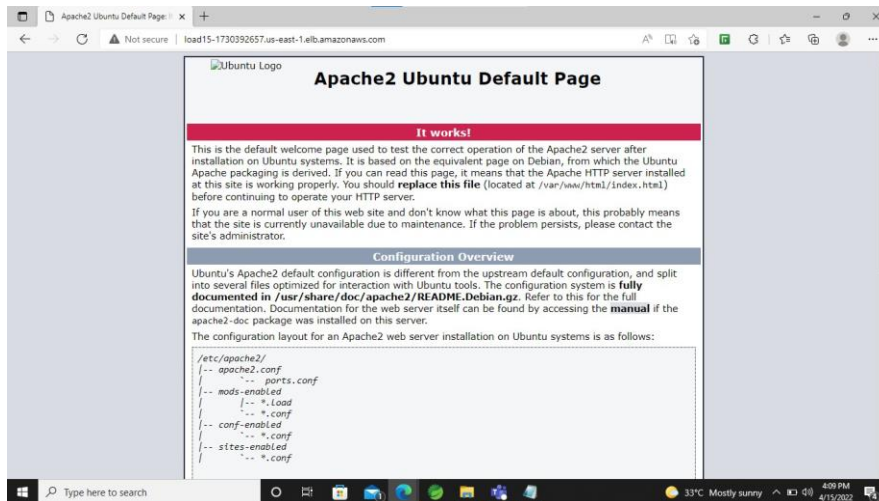 Apache2 Ubuntu Default Page: I
Not secure
load15-1730392657.us-east-1.elb.amazonaws.com
Ubuntu Logo
Apache2 Ubuntu Default Page
It works!
This is the default welcome page used to test the correct operation of the Apache2 server after
installation on Ubuntu systems. It is based on the equivalent page on Debian, from which the Ubuntu
Apache packaging is derived. If you can read this page, it means that the Apache HTTP server installed
at this site is working properly. You should replace this file (located at /var/www/html/index.html)
before continuing to operate your HTTP server.
If you are a normal user of this web site and don't know what this page is about, this probably means
that the site is currently unavailable due to maintenance. If the problem persists, please contact the
site's administrator.
Configuration Overview
Ubuntu's Apache2 default configuration is different from the upstream default configuration, and split
into several files optimized for interaction with Ubuntu tools. The configuration system is fully
documented in /usr/share/doc/apache2/README.Debian.gz. Refer to this for the full
documentation. Documentation for the web server itself can be found by accessing the manual if the
apache2-doc package was installed on this server.
The configuration layout for an Apache2 web server installation on Ubuntu systems is as follows:
/etc/apache2/
|-- apache2.conf
|       `--  ports.conf
|-- mods-enabled
|       |-- *.load
|       `-- *.conf
|-- conf-enabled
|       `-- *.conf
|-- sites-enabled
|       `-- *.conf
Type here to search
33°C Mostly sunny
4:09 PM
4/15/2022